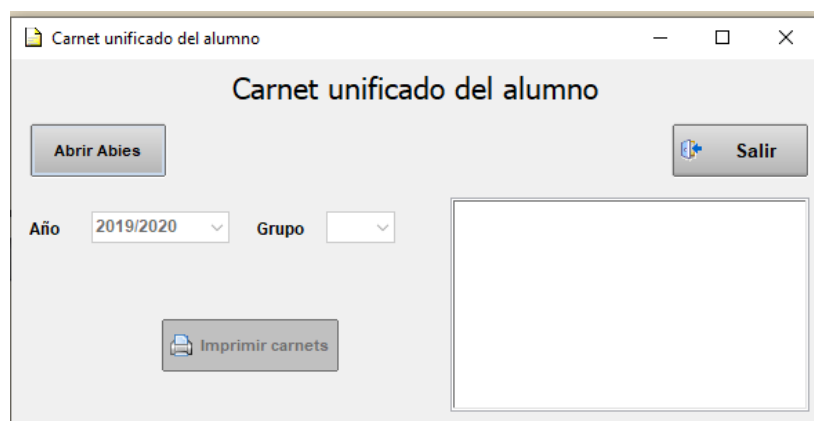 Carnet unificado del alumno
Carnet unificado del alumno
Abrir Abies
Salir
Año 2019/2020 Grupo
Imprimir carnets